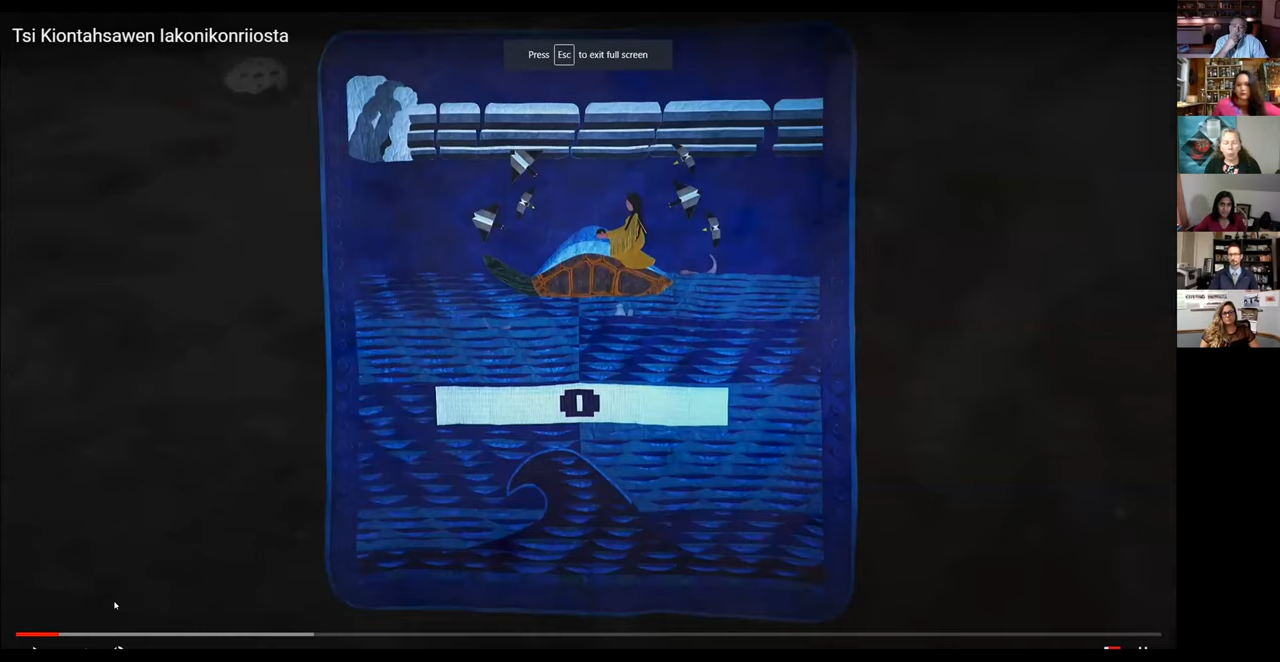 Tsi Kiontahsawen Iakonikonriiosta
Press Esc to exit full screen